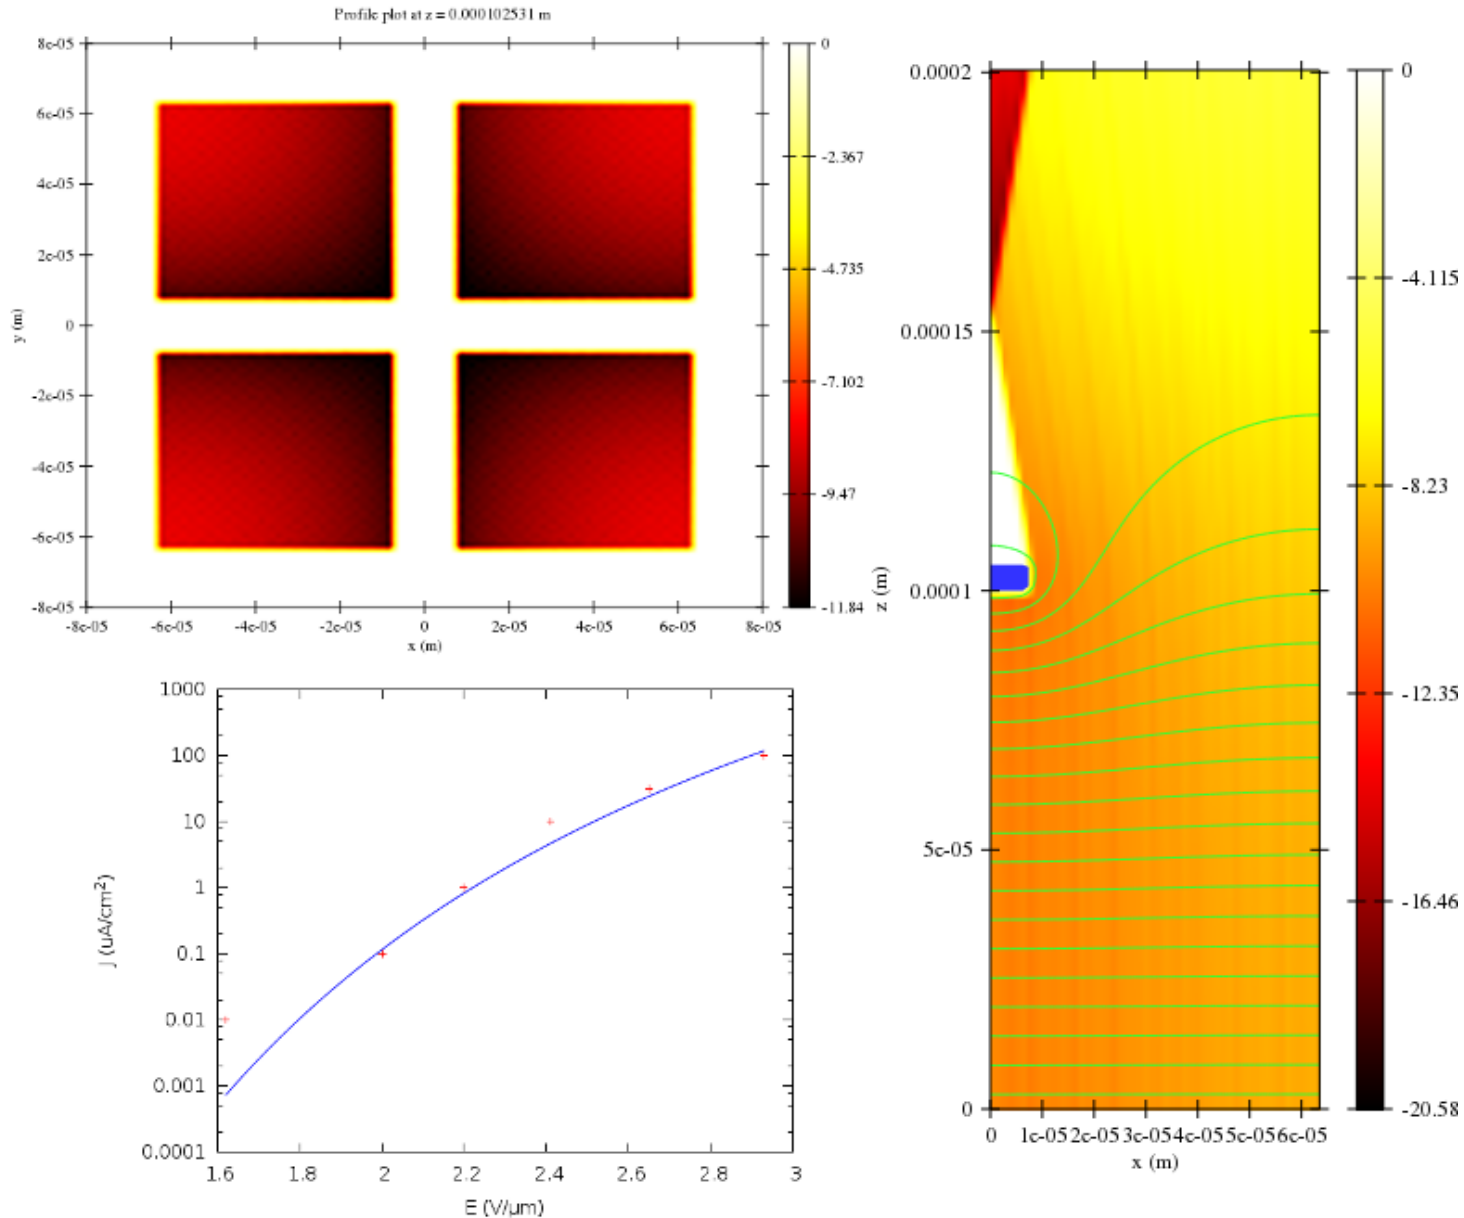 Profile plot at z = 0.000102531 m
8e-05
6e-05
4e-05
2e-05
0
-2e-05
-4e-05
-6e-05
-8e-05
y (m)
-8e-05 -6e-05 -4e-05 -2e-05 0 2e-05 4e-05 6e-05 8e-05
x (m)
0
-2.367
-4.735
-7.102
-9.47
-11.84
1000
100
10
1
0.1
0.01
0.001
0.0001
J (uA/cm²)
1.6 1.8 2 2.2 2.4 2.6 2.8 3
E (V/µm)
0.0002
0.00015
0.0001
5e-05
0
z (m)
0 1e-05 2e-05 3e-05 4e-05 5e-05 6e-05
x (m)
0
-4.115
-8.23
-12.35
-16.46
-20.58